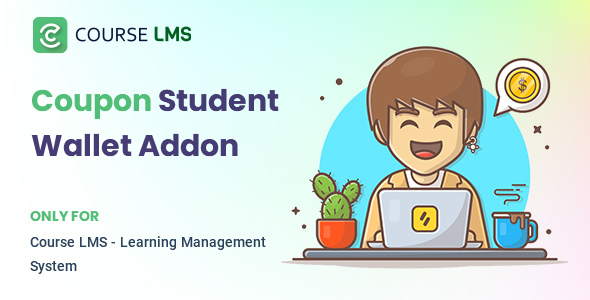 COURSE LMS
Coupon Student
Wallet Addon
ONLY FOR
Course LMS - Learning Management
System
$